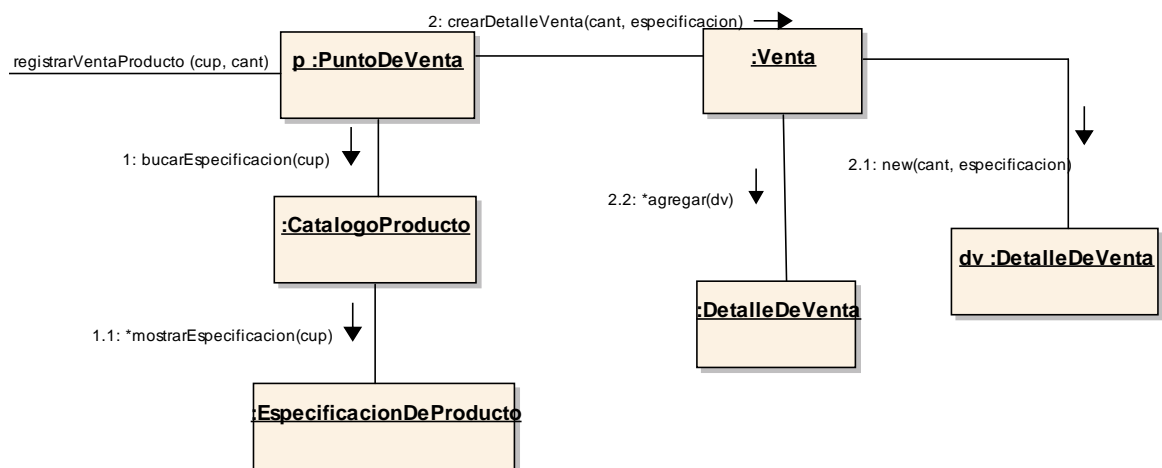 2: crearDetalleVenta(cant, especificacion)
registrarVentaProducto (cup, cant)
p :PuntoDeVenta
:Venta
1: bucarEspecificacion(cup)
2.1: new(cant, especificacion)
2.2: *agregar(dv)
:CatalogoProducto
dv :DetalleDeVenta
:DetalleDeVenta
1.1: *mostrarEspecificacion(cup)
:EspecificacionDeProducto